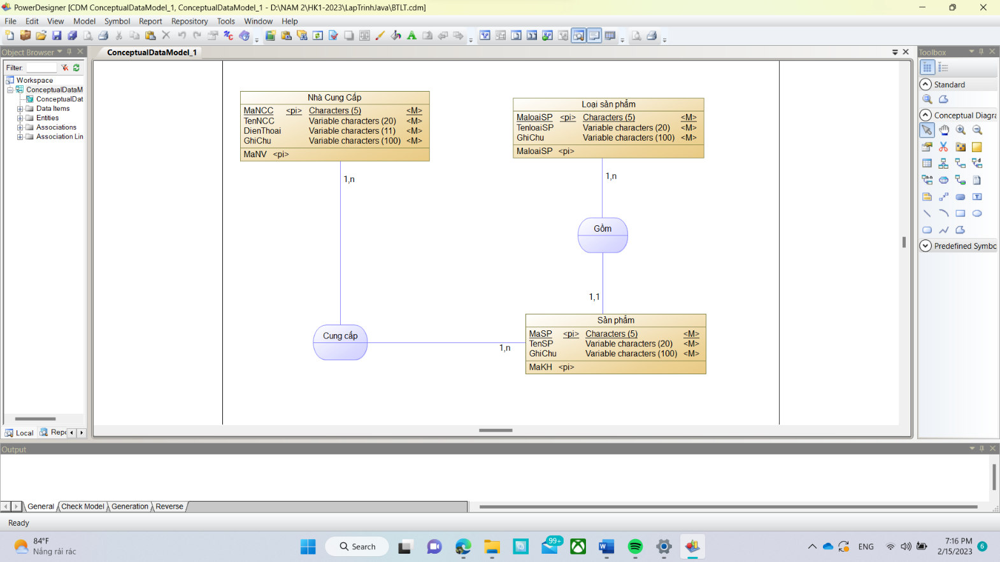 PowerDesigner [CDM ConceptualDataModel_1, ConceptualDataModel_1 - D:\NAM 2\HK1-2023\LapTrinhJava\BTLT.cdm]
File Edit View Model Symbol Report Repository Tools Window Help
Object Browser
ConceptualDataModel_1
Toolbox
Filter:
Workspace
ConceptualDataM
ConceptualDat
Data Items
Entities
Associations
Association Lin
Local Repo
Nhà Cung Cấp
MaNCC <pi> Characters (5) <M>
TenNCC Variable characters (20) <M>
DienThoai Variable characters (11) <M>
GhiChu Variable characters (100) <M>
MaNV <pi>
1,n
Loại sản phẩm
MaloaiSP <pi> Characters (5) <M>
TenloaiSP Variable characters (20) <M>
GhiChu Variable characters (100) <M>
MaloaiSP <pi>
1,n
Gồm
1,1
Cung cấp
1,n
Sản phẩm
MaSP <pi> Characters (5) <M>
TenSP Variable characters (20) <M>
GhiChu Variable characters (100) <M>
MaKH <pi>
Standard
Conceptual Diagra
Predefined Symbo
Output
General Check Model Generation Reverse
Ready
84°F
Nắng rải rác
Search
99+
ENG
7:16 PM
2/15/2023
6